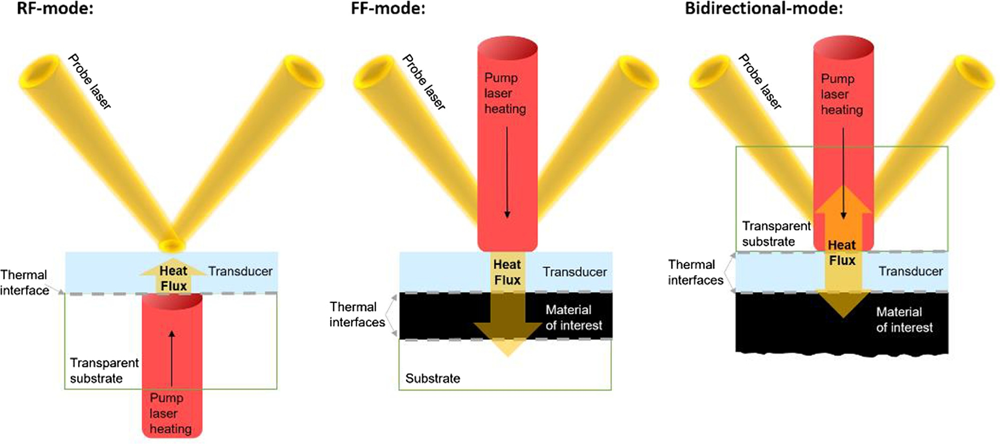 RF-mode:
Probe laser
Heat
Flux
Transducer
Thermal
interface
Transparent
substrate
Pump
laser
heating
FF-mode:
Probe laser
Pump
laser
heating
Heat
Flux
Transducer
Thermal
interfaces
Material
of interest
Substrate
Bidirectional-mode:
Probe laser
Pump
laser
heating
Transparent
substrate
Heat
Flux
Thermal
interfaces
Transducer
Material
of interest